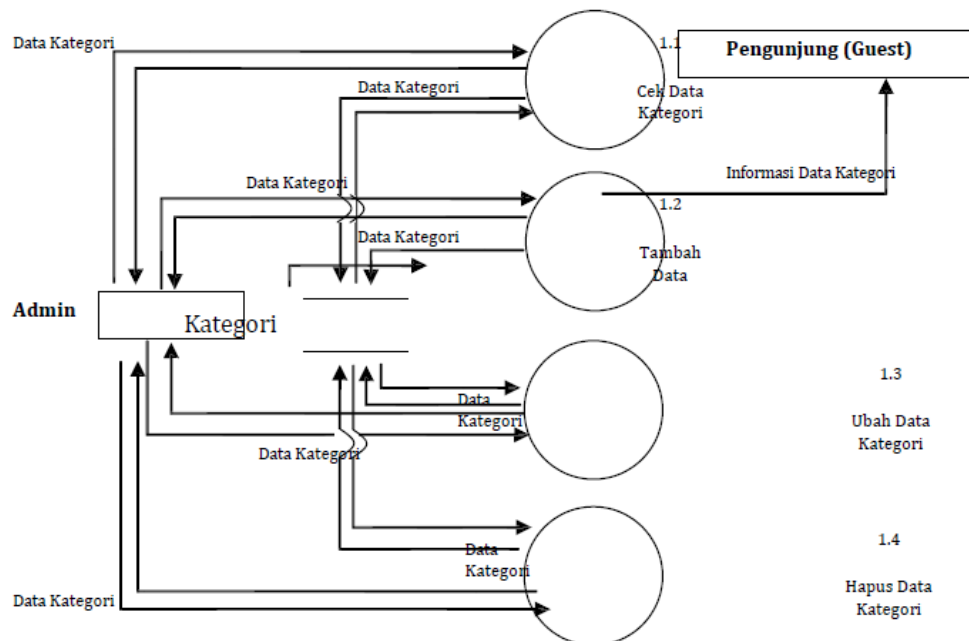 Data Kategori
1.1
Pengunjung (Guest)
Data Kategori
Cek Data
Kategori
Informasi Data Kategori
Data Kategori
1.2
Data Kategori
Tambah
Data
Admin
Kategori
1.3
Data
Kategori
Ubah Data
Kategori
Data Kategori
1.4
Data
Kategori
Hapus Data
Kategori
Data Kategori